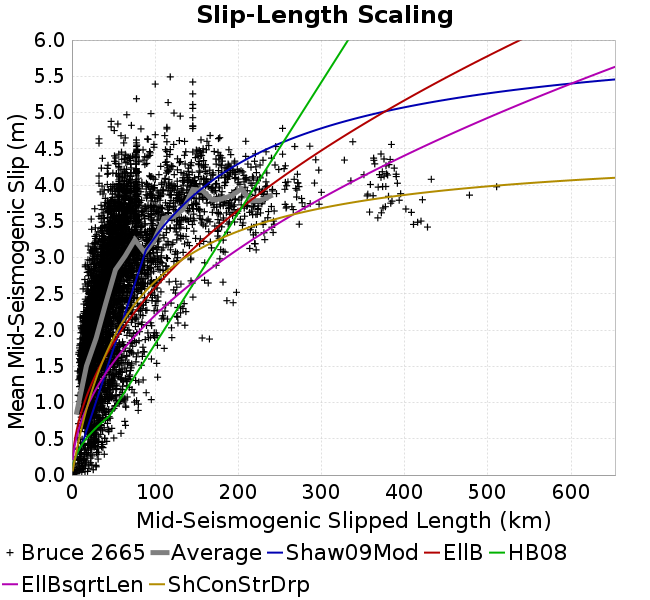 Slip-Length Scaling
Mean Mid-Seismogenic Slip (m)
6.0
5.5
5.0
4.5
4.0
3.5
3.0
2.5
2.0
1.5
1.0
0.5
0.0
0 100 200 300 400 500 600
Mid-Seismogenic Slipped Length (km)
Bruce 2665 Average Shaw09Mod EllB HB08
EllBsqrtLen ShConStrDrp